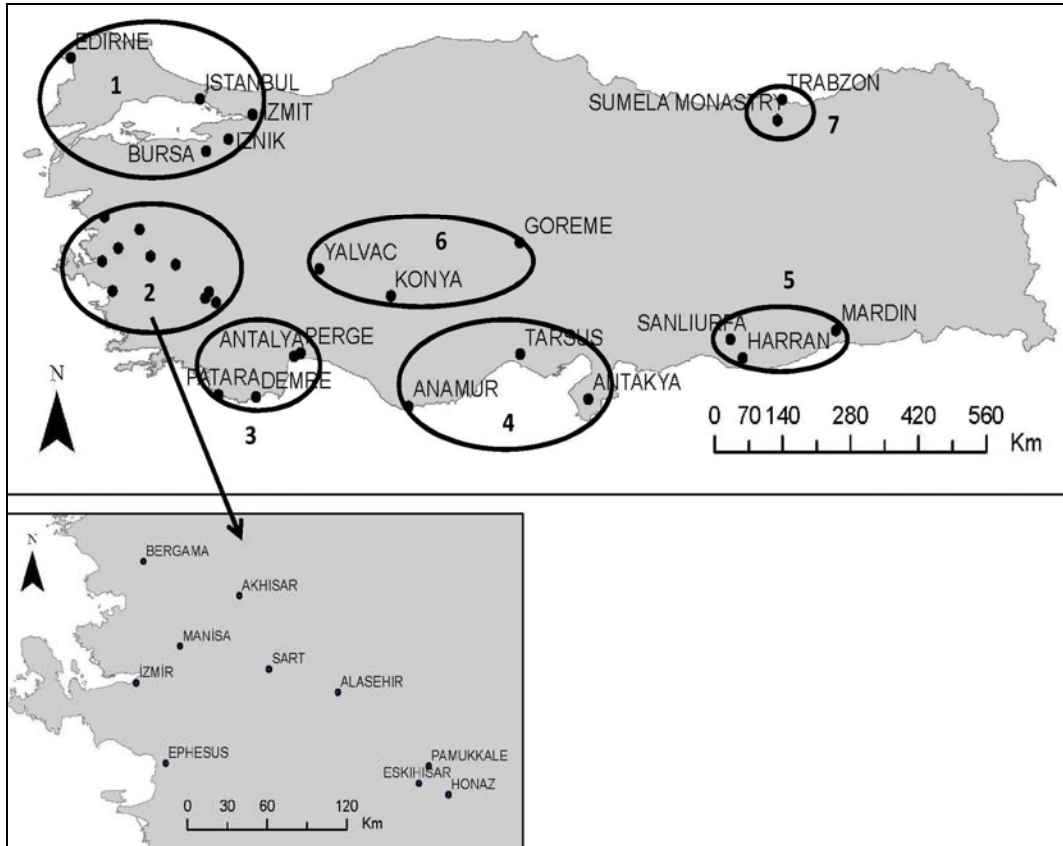 EDIRNE
1
ISTANBUL
IZMIT
IZNIK
BURSA
TRABZON
SUMELA MONASTRY
7
2
6
GOREME
YALVAC
KONYA
5
MARDIN
SANLIURFA
HARRAN
ANTALYA
PERGE
TARSUS
PATARA
DEMRE
ANAMUR
ANTAKYA
4
3
N
0 70 140 280 420 560
Km
N
BERGAMA
AKHISAR
MANİSA
SART
İZMİR
ALASEHIR
EPHESUS
PAMUKKALE
ESKIHISAR
HONAZ
0 30 60 120
Km